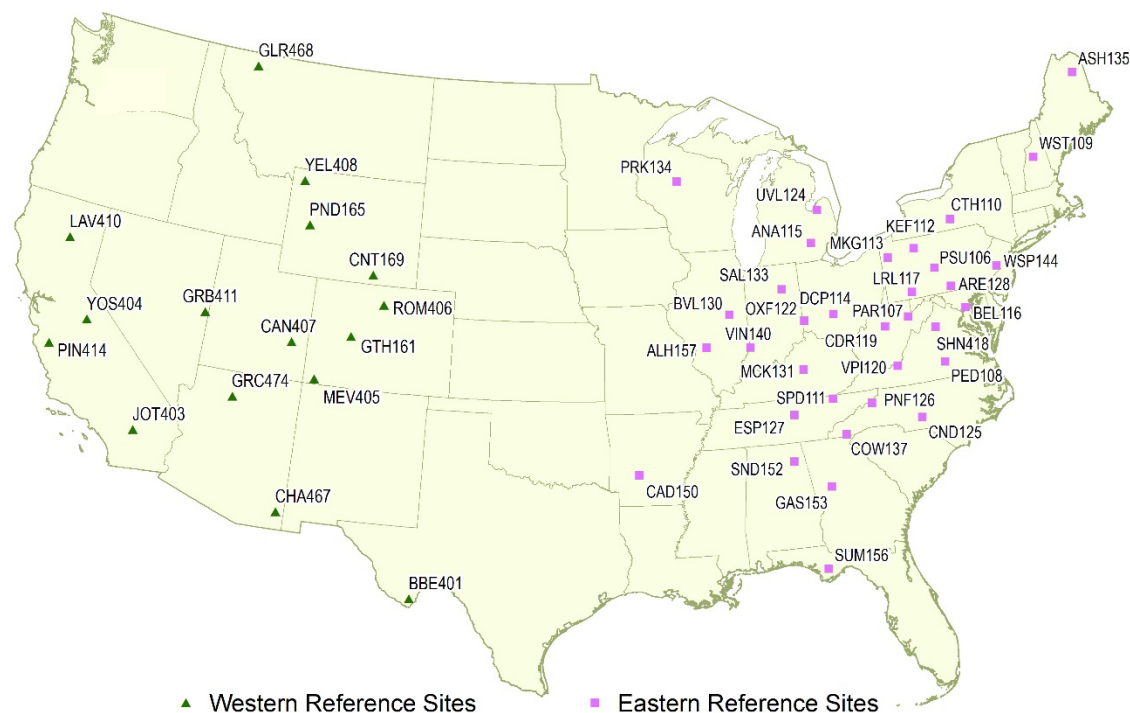 GLR468
ASH135
WST109
PRK134
YEL408
UVL124
CTH110
PND165
LAV410
KEF112
ANA115
MKG113
PSU106
WSP144
CNT169
SAL133
LRL117
ARE128
GRB411
YOS404
ROM406
BVL130
OXF122
DCP114
PAR107
BEL116
CAN407
VIN140
CDR119
SHN418
PIN414
GTH161
ALH157
MCK131
VPI120
PED108
GRC474
MEV405
SPD111
PNF126
JOT403
ESP127
CND125
COW137
SND152
CAD150
GAS153
CHA467
SUM156
BBE401
Western Reference Sites
Eastern Reference Sites